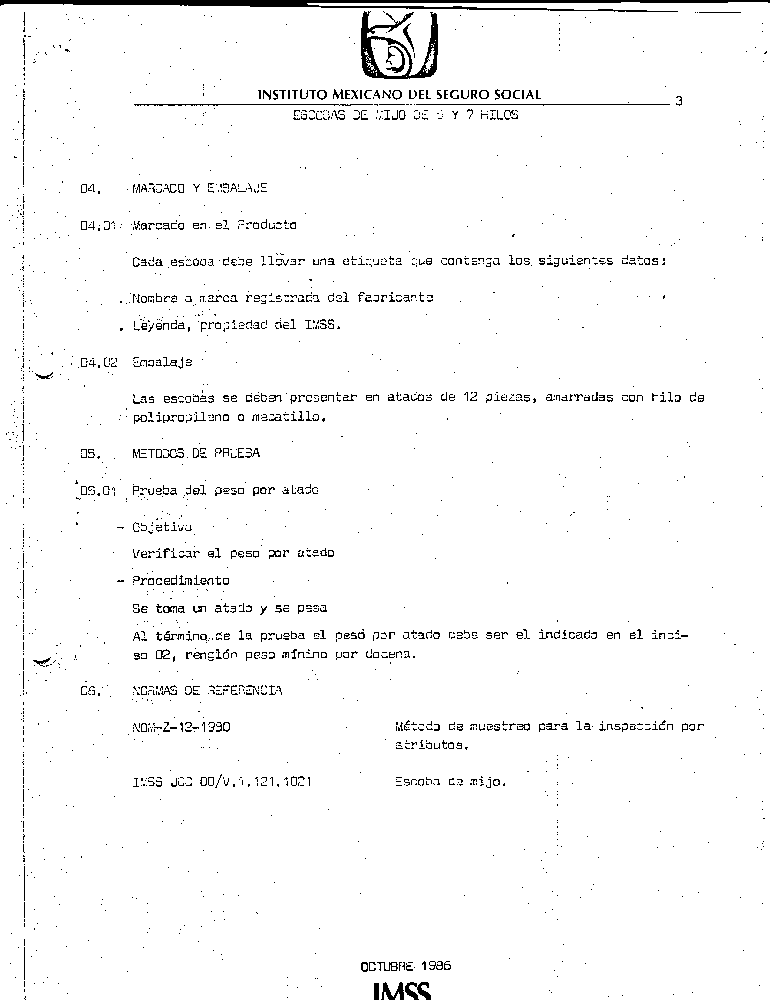 INSTITUTO MEXICANO DEL SEGURO SOCIAL
3
ESCOBAS DE MIJO DE 5 Y 7 HILOS
04. MARCADO Y EMBALAJE
04.01 Marcado en el Producto
Cada escoba debe llevar una etiqueta que contenga los siguientes datos:
. Nombre o marca registrada del fabricante
. Leyenda, propiedad del IMSS.
04.02 Embalaje
Las escobas se deben presentar en atados de 12 piezas, amarradas con hilo de
polipropileno o mecatillo.
05. METODOS DE PRUEBA
05.01 Prueba del peso por atado
- Objetivo
Verificar el peso por atado
- Procedimiento
Se toma un atado y se pesa
Al término de la prueba el peso por atado debe ser el indicado en el inci-
so 02, renglón peso mínimo por docena.
06. NORMAS DE REFERENCIA
NOM-Z-12-1980 Método de muestreo para la inspección por
atributos.
IMSS JCC 00/V.1.121.1021 Escoba de mijo.
OCTUBRE 1986
IMSS